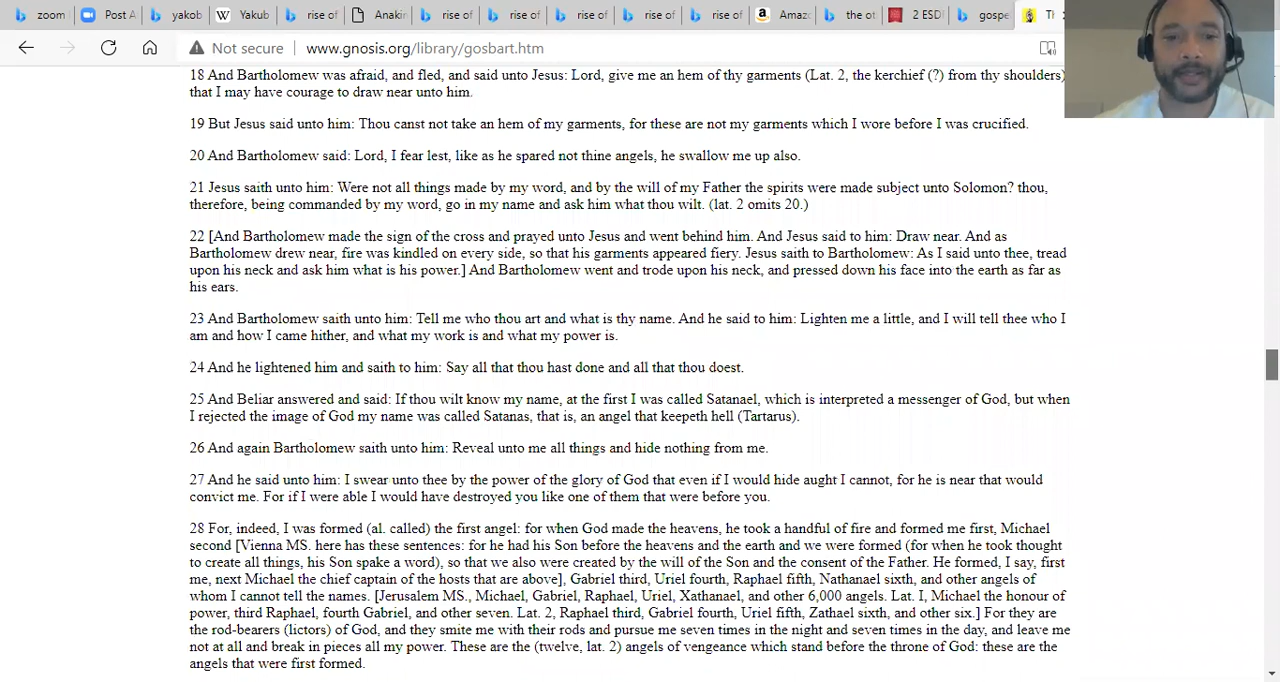 zoom
Post A
yakob
Yakub
rise of
Anakin
rise of
rise of
rise of
rise of
rise of
Amaz
the ot
2 ESD
gospe
Th
Not secure | www.gnosis.org/library/gosbart.htm
18 And Bartholomew was afraid, and fled, and said unto Jesus: Lord, give me an hem of thy garments (Lat. 2, the kerchief (?) from thy shoulders)
that I may have courage to draw near unto him.
19 But Jesus said unto him: Thou canst not take an hem of my garments, for these are not my garments which I wore before I was crucified.
20 And Bartholomew said: Lord, I fear lest, like as he spared not thine angels, he swallow me up also.
21 Jesus saith unto him: Were not all things made by my word, and by the will of my Father the spirits were made subject unto Solomon? thou,
therefore, being commanded by my word, go in my name and ask him what thou wilt. (lat. 2 omits 20.)
22 [And Bartholomew made the sign of the cross and prayed unto Jesus and went behind him. And Jesus said to him: Draw near. And as
Bartholomew drew near, fire was kindled on every side, so that his garments appeared fiery. Jesus saith to Bartholomew: As I said unto thee, tread
upon his neck and ask him what is his power.] And Bartholomew went and trode upon his neck, and pressed down his face into the earth as far as
his ears.
23 And Bartholomew saith unto him: Tell me who thou art and what is thy name. And he said to him: Lighten me a little, and I will tell thee who I
am and how I came hither, and what my work is and what my power is.
24 And he lightened him and saith to him: Say all that thou hast done and all that thou doest.
25 And Beliar answered and said: If thou wilt know my name, at the first I was called Satanael, which is interpreted a messenger of God, but when
I rejected the image of God my name was called Satanas, that is, an angel that keepeth hell (Tartarus).
26 And again Bartholomew saith unto him: Reveal unto me all things and hide nothing from me.
27 And he said unto him: I swear unto thee by the power of the glory of God that even if I would hide aught I cannot, for he is near that would
convict me. For if I were able I would have destroyed you like one of them that were before you.
28 For, indeed, I was formed (al. called) the first angel: for when God made the heavens, he took a handful of fire and formed me first, Michael
second [Vienna MS. here has these sentences: for he had his Son before the heavens and the earth and we were formed (for when he took thought
to create all things, his Son spake a word), so that we also were created by the will of the Son and the consent of the Father. He formed, I say, first
me, next Michael the chief captain of the hosts that are above], Gabriel third, Uriel fourth, Raphael fifth, Nathanael sixth, and other angels of
whom I cannot tell the names. [Jerusalem MS., Michael, Gabriel, Raphael, Uriel, Xathanael, and other 6,000 angels. Lat. I, Michael the honour of
power, third Raphael, fourth Gabriel, and other seven. Lat. 2, Raphael third, Gabriel fourth, Uriel fifth, Zathael sixth, and other six.] For they are
the rod-bearers (lictors) of God, and they smite me with their rods and pursue me seven times in the night and seven times in the day, and leave me
not at all and break in pieces all my power. These are the (twelve, lat. 2) angels of vengeance which stand before the throne of God: these are the
angels that were first formed.